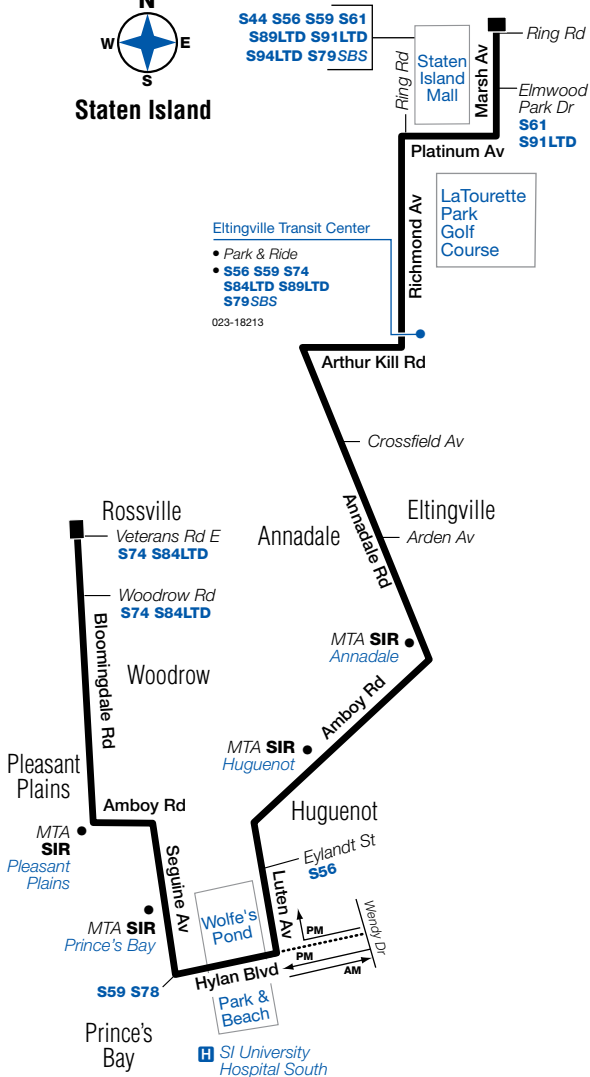 N
W E
S
Staten Island
S44 S56 S59 S61
S89LTD S91LTD
S94LTD S79SBS
Ring Rd
Staten
Island
Mall
Marsh Av
Ring Rd
Elmwood
Park Dr
S61
S91LTD
Platinum Av
Richmond Av
LaTourette
Park
Golf
Course
Eltingville Transit Center
• Park & Ride
• S56 S59 S74
S84LTD S89LTD
S79SBS
023-18213
Arthur Kill Rd
Crossfield Av
Annadale Rd
Eltingville
Annadale
Arden Av
Rossville
Veterans Rd E
S74 S84LTD
Woodrow Rd
S74 S84LTD
Bloomingdale Rd
Woodrow
MTA SIR
Annadale
Amboy Rd
MTA SIR
Huguenot
Huguenot
Pleasant
Plains
Amboy Rd
MTA
SIR
Pleasant
Plains
Seguine Av
Eylandt St
S56
Luten Av
MTA SIR
Prince's Bay
Wolfe's
Pond
PM
Wendy Dr
PM
AM
Hylan Blvd
S59 S78
Park &
Beach
Prince's
Bay
H SI University
Hospital South